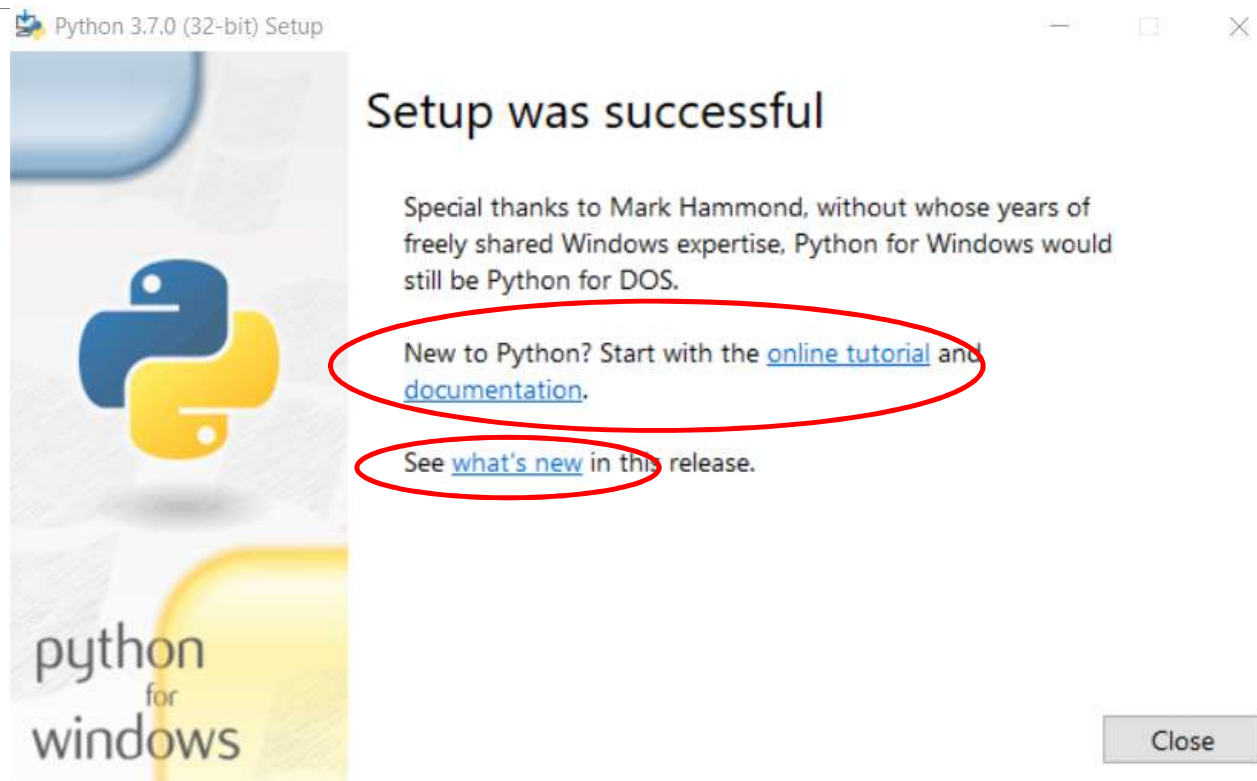 Python 3.7.0 (32-bit) Setup
Setup was successful
Special thanks to Mark Hammond, without whose years of
freely shared Windows expertise, Python for Windows would
still be Python for DOS.
New to Python? Start with the online tutorial and
documentation.
See what's new in this release.
python
for
windows
Close